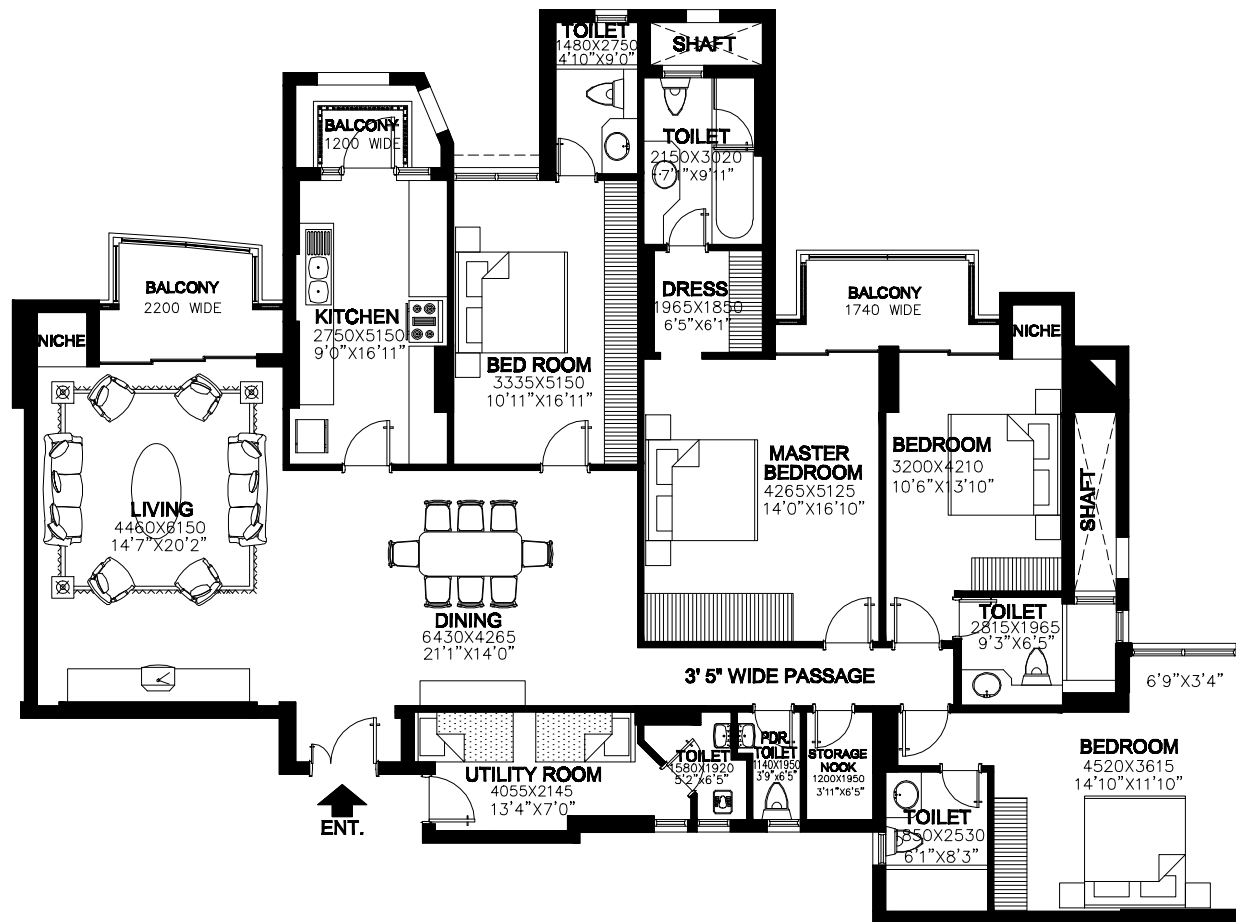 TOILET
1480X2750
4'10"X9'0"
SHAFT
BALCONY
1200 WIDE
TOILET
2150X3020
7'1"X9'11"
BALCONY
2200 WIDE
NICHE
KITCHEN
2750X5150
9'0"X16'11"
BED ROOM
3335X5150
10'11"X16'11"
DRESS
1965X1850
6'5"X6'1"
BALCONY
1740 WIDE
NICHE
LIVING
4460X6150
14'7"X20'2"
MASTER
BEDROOM
4265X5125
14'0"X16'10"
BEDROOM
3200X4210
10'6"X13'10"
SHAFT
DINING
6430X4265
21'1"X14'0"
TOILET
2815X1965
9'3"X6'5"
3' 5" WIDE PASSAGE
6'9"X3'4"
UTILITY ROOM
4055X2145
13'4"X7'0"
TOILET
1580X1920
5'2"x6'5"
PDR.
TOILET
1140X1950
3'9"x6'5"
STORAGE
NOOK
1200X1950
3'11"X6'5"
BEDROOM
4520X3615
14'10"X11'10"
TOILET
1850X2530
6'1"X8'3"
ENT.